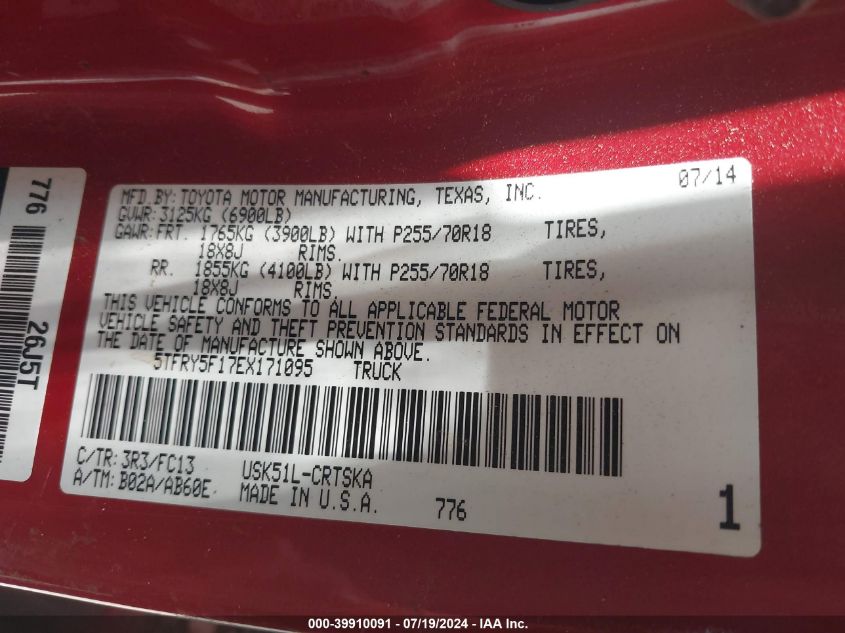 776
26J5T
MFD.BY:TOYOTA MOTOR MANUFACTURING, TEXAS, INC. 07/14
GVWR:3125KG (6900LB)
GAWR:FRT. 1765KG (3900LB) WITH P255/70R18 TIRES,
18X8J RIMS.
RR. 1855KG (4100LB) WITH P255/70R18 TIRES,
18X8J RIMS.
THIS VEHICLE CONFORMS TO ALL APPLICABLE FEDERAL MOTOR
VEHICLE SAFETY AND THEFT PREVENTION STANDARDS IN EFFECT ON
THE DATE OF MANUFACTURE SHOWN ABOVE.
5TFRY5F17EX171095 TRUCK
C/TR:3R3/FC13 USK51L-CRTSKA
A/TM:B02A/AB60E MADE IN U.S.A. 776 1
000-39910091 - 07/19/2024 - IAA Inc.